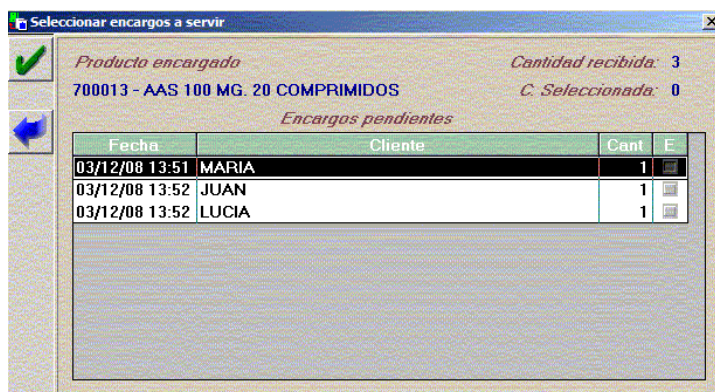 Seleccionar encargos a servir
Producto encargado Cantidad recibida: 3
700013 - AAS 100 MG. 20 COMPRIMIDOS C. Seleccionada: 0
Encargos pendientes
Fecha Cliente Cant E
03/12/08 13:51 MARIA 1
03/12/08 13:52 JUAN 1
03/12/08 13:52 LUCIA 1